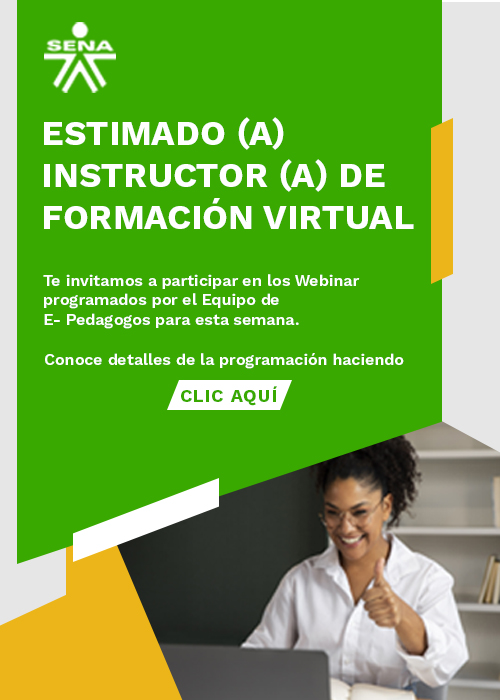 SENA
ESTIMADO (A)
INSTRUCTOR (A) DE
FORMACIÓN VIRTUAL
Te invitamos a participar en los Webinar
programados por el Equipo de
E- Pedagogos para esta semana.
Conoce detalles de la programación haciendo
CLIC AQUÍ